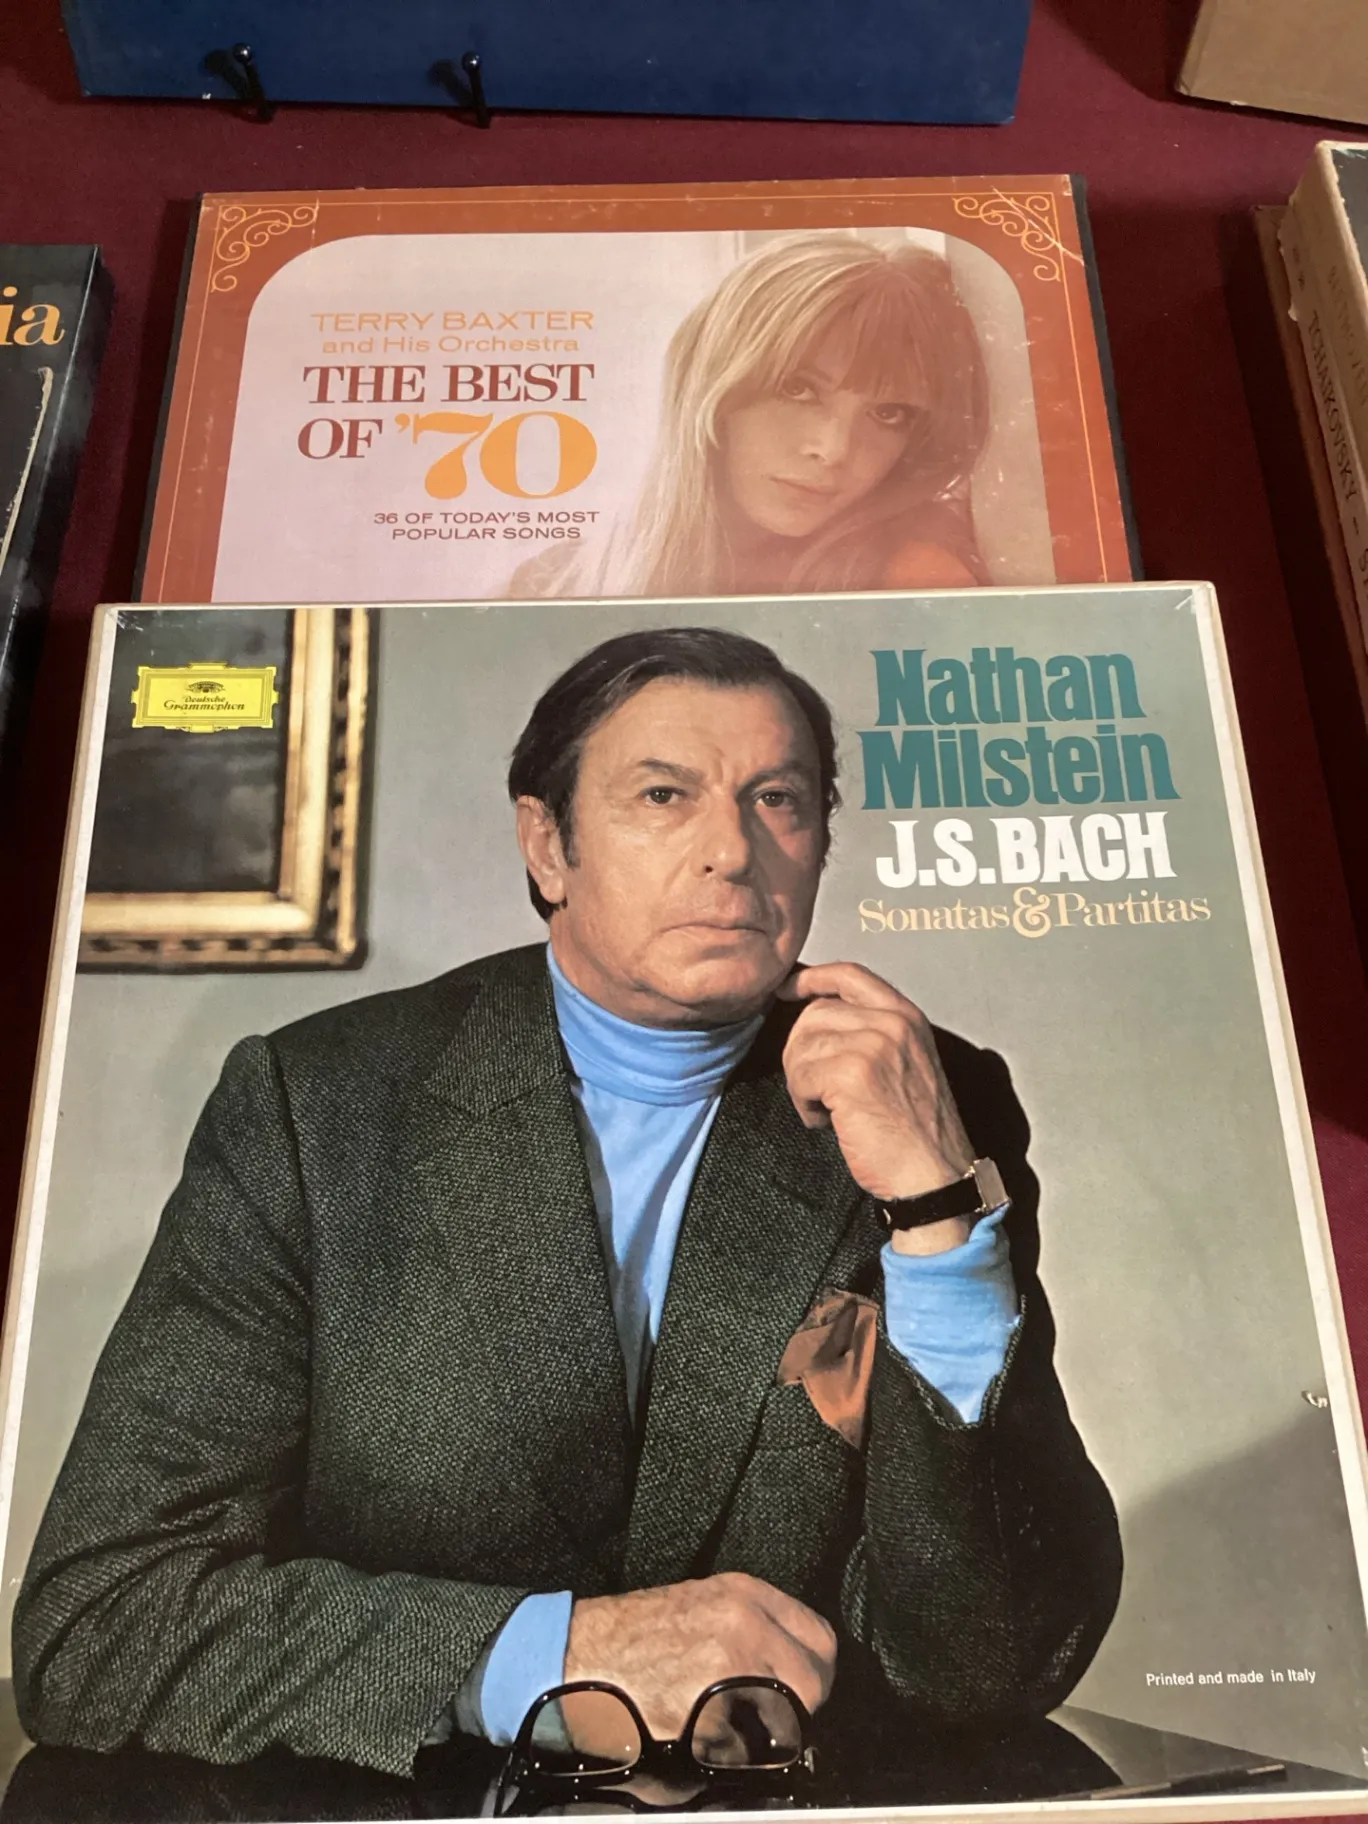 ia
TERRY BAXTER
and His Orchestra
THE BEST
OF '70
36 OF TODAY'S MOST
POPULAR SONGS
TCHAIKOVSKY
Deutsche
Grammophon
Nathan
Milstein
J.S.BACH
Sonatas & Partitas
Printed and made in Italy